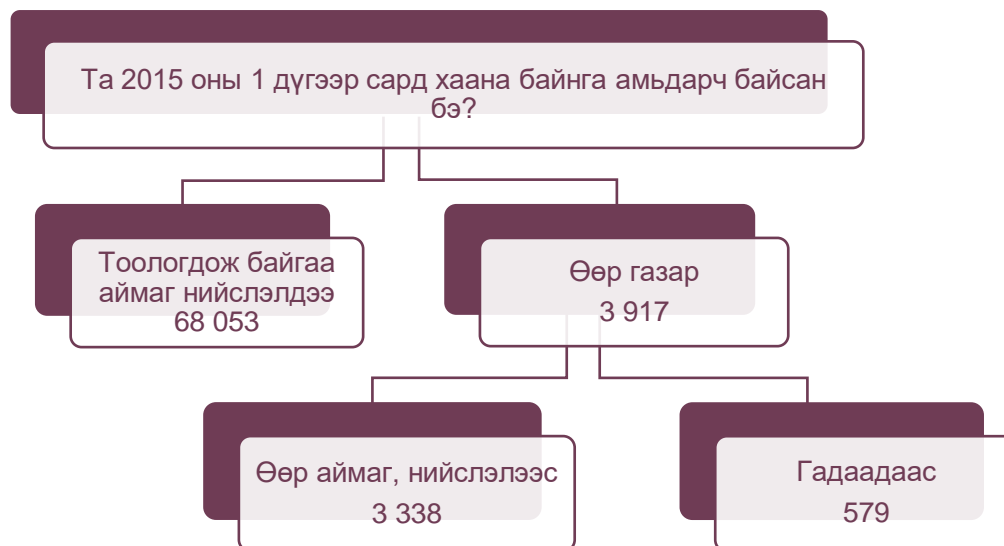 Та 2015 оны 1 дүгээр сард хаана байнга амьдарч байсан
бэ?
Тоологдож байгаа
аймаг нийслэлдээ
68 053
Өөр газар
3 917
Өөр аймаг, нийслэлээс
3 338
Гадаадаас
579